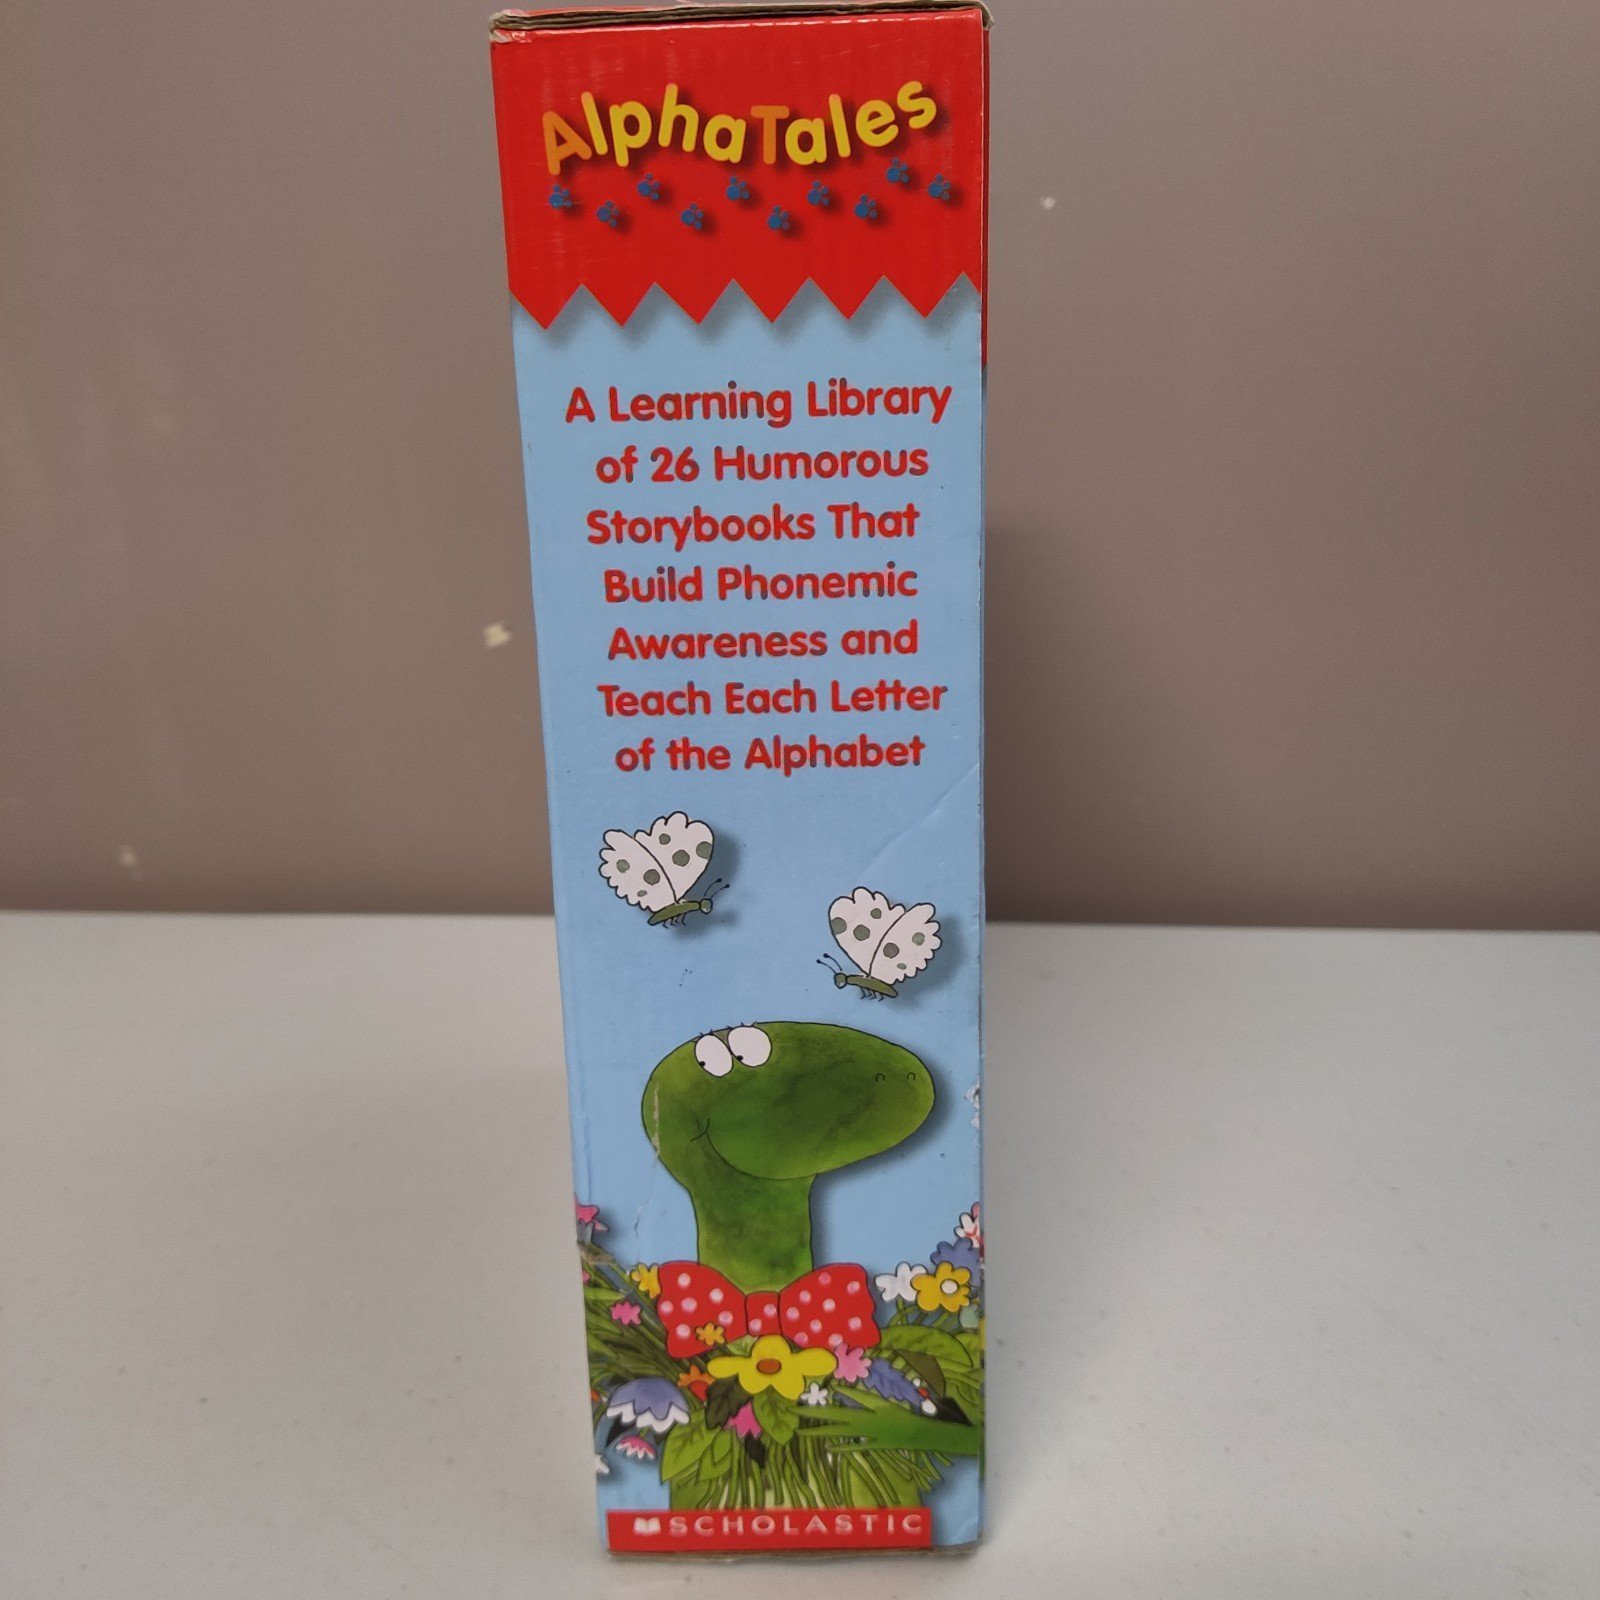 AlphaTales
A Learning Library
of 26 Humorous
Storybooks That
Build Phonemic
Awareness and
Teach Each Letter
of the Alphabet
SCHOLASTIC